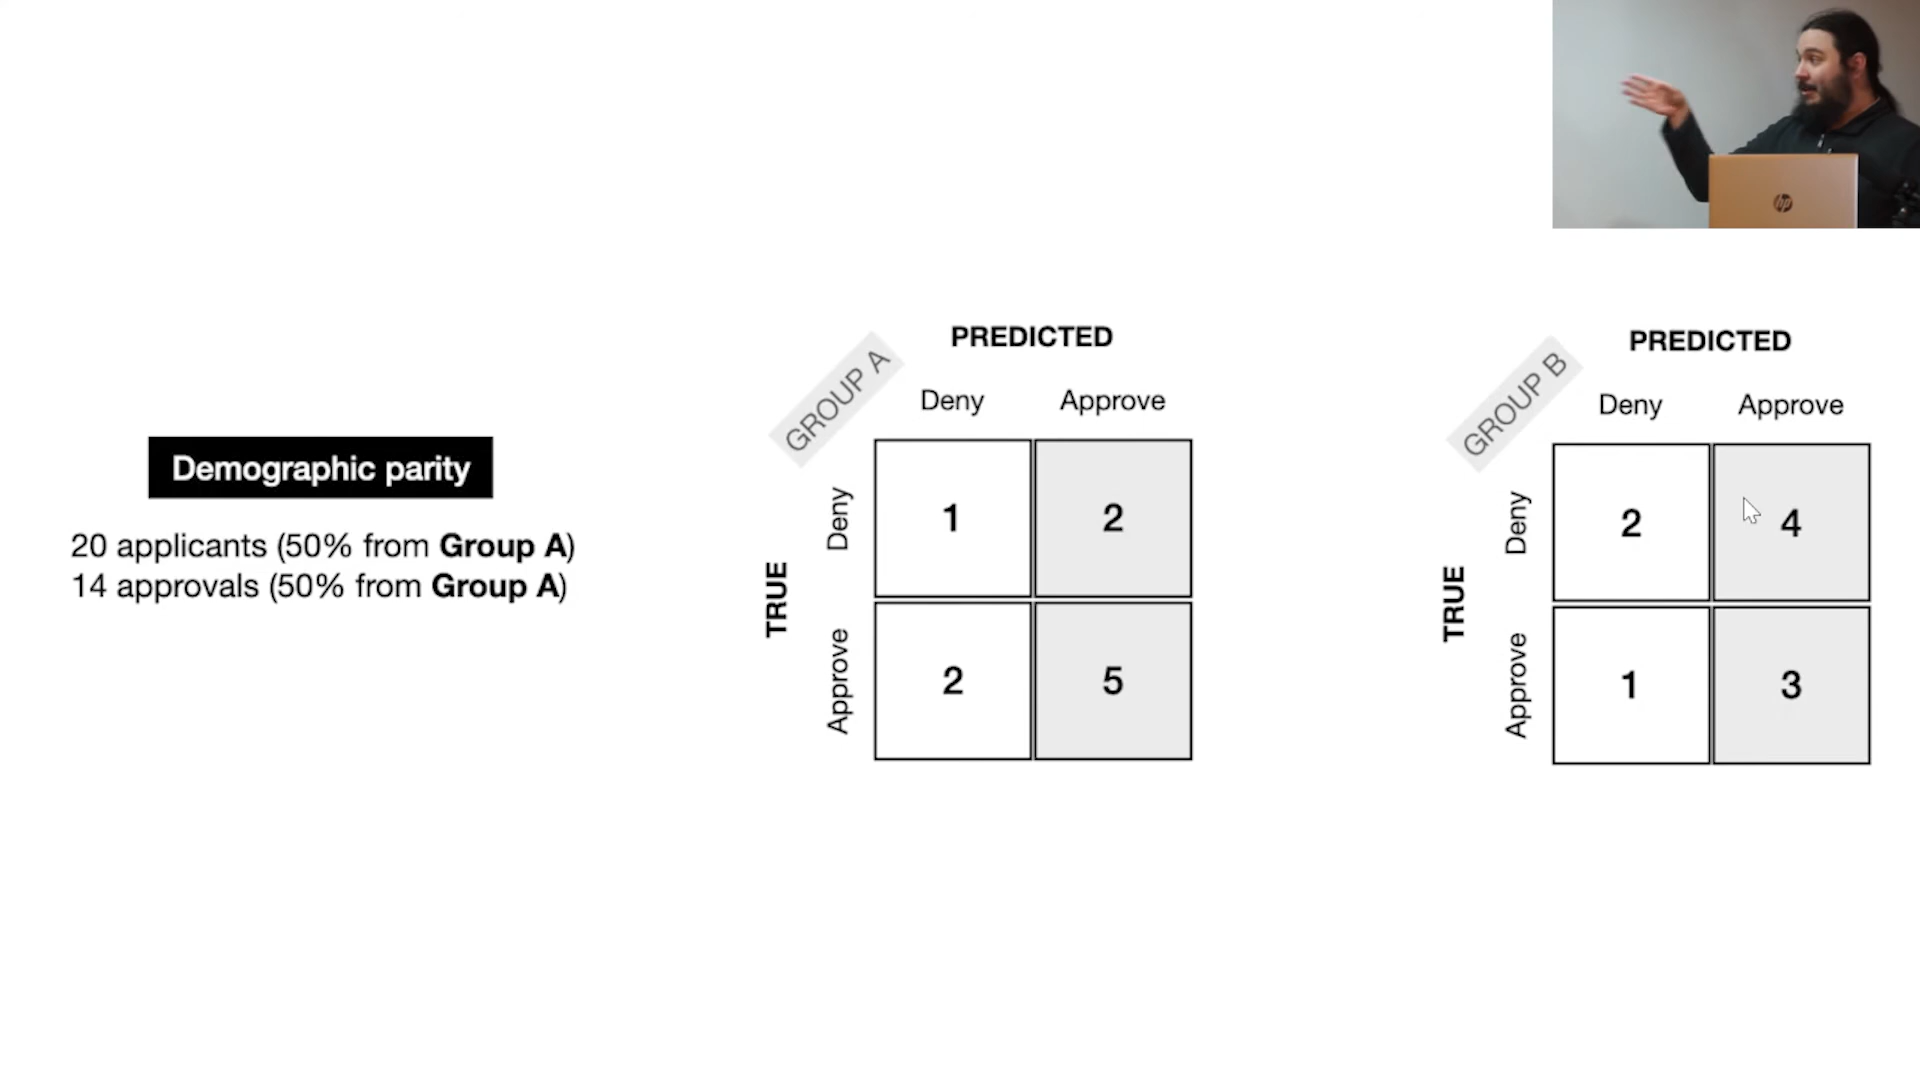 hp
Demographic parity
20 applicants (50% from Group A)
14 approvals (50% from Group A)
GROUP A
PREDICTED
Deny Approve
TRUE
Deny
1 2
Approve
2 5
GROUP B
PREDICTED
Deny Approve
TRUE
Deny
2 4
Approve
1 3